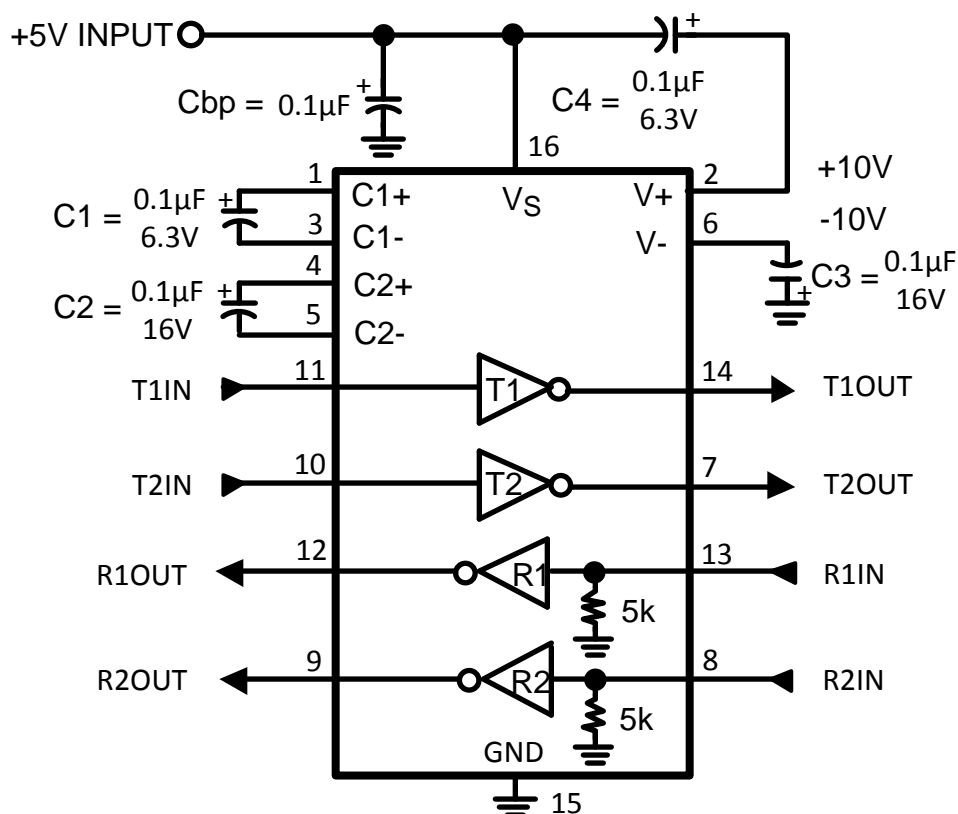 +5V INPUT
+
Cbp = 0.1µF
+
C4 = 0.1µF
6.3V
16
1
C1+
VS
V+
2
+10V
C1 = 0.1µF
6.3V
+
3
C1-
-10V
V-
6
4
C2+
C3 = 0.1µF
16V
+
C2 = 0.1µF
16V
+
5
C2-
T1IN
11
T1
14
T1OUT
T2IN
10
T2
7
T2OUT
R1OUT
12
R1
13
R1IN
5k
R2OUT
9
R2
8
R2IN
5k
GND
15